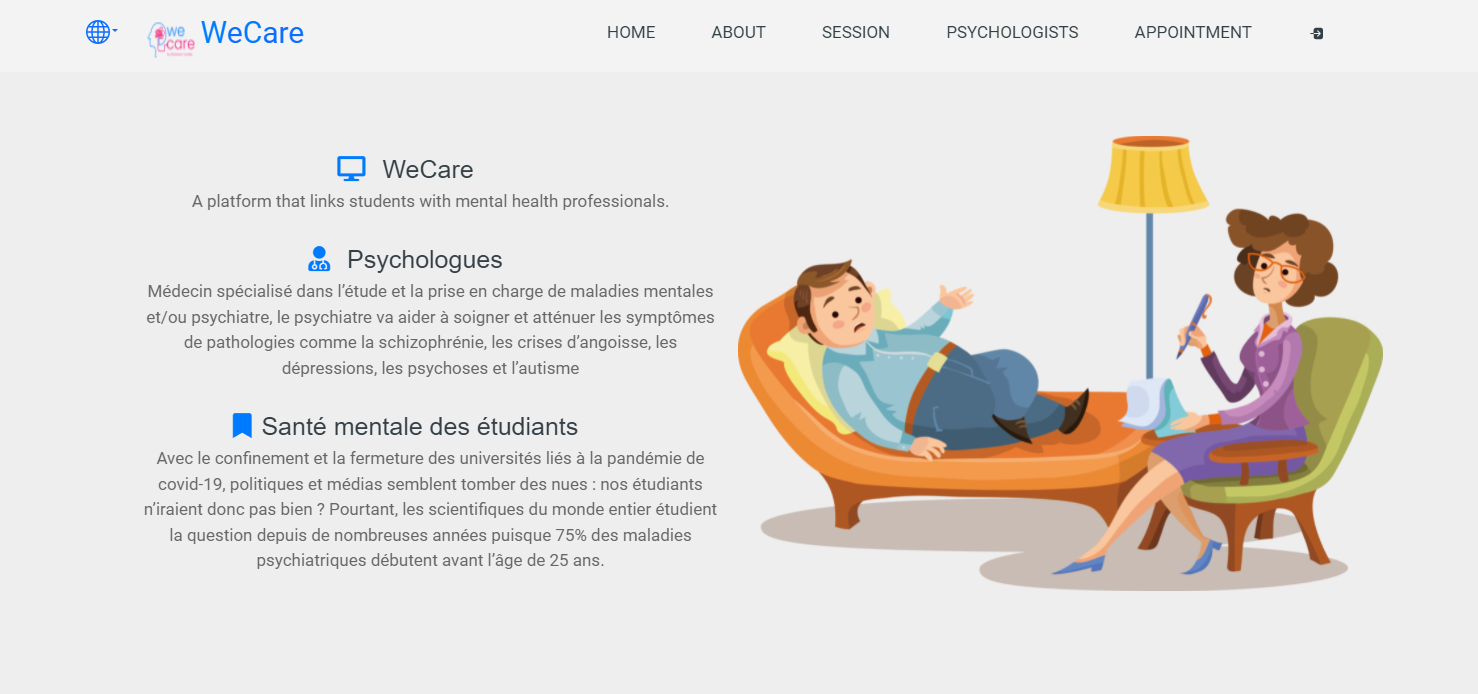 we care WeCare HOME ABOUT SESSION PSYCHOLOGISTS APPOINTMENT
WeCare
A platform that links students with mental health professionals.
Psychologues
Médecin spécialisé dans l’étude et la prise en charge de maladies mentales
et/ou psychiatre, le psychiatre va aider à soigner et atténuer les symptômes
de pathologies comme la schizophrénie, les crises d’angoisse, les
dépressions, les psychoses et l’autisme
Santé mentale des étudiants
Avec le confinement et la fermeture des universités liés à la pandémie de
covid-19, politiques et médias semblent tomber des nues : nos étudiants
n’iraient donc pas bien ? Pourtant, les scientifiques du monde entier étudient
la question depuis de nombreuses années puisque 75% des maladies
psychiatriques débutent avant l’âge de 25 ans.